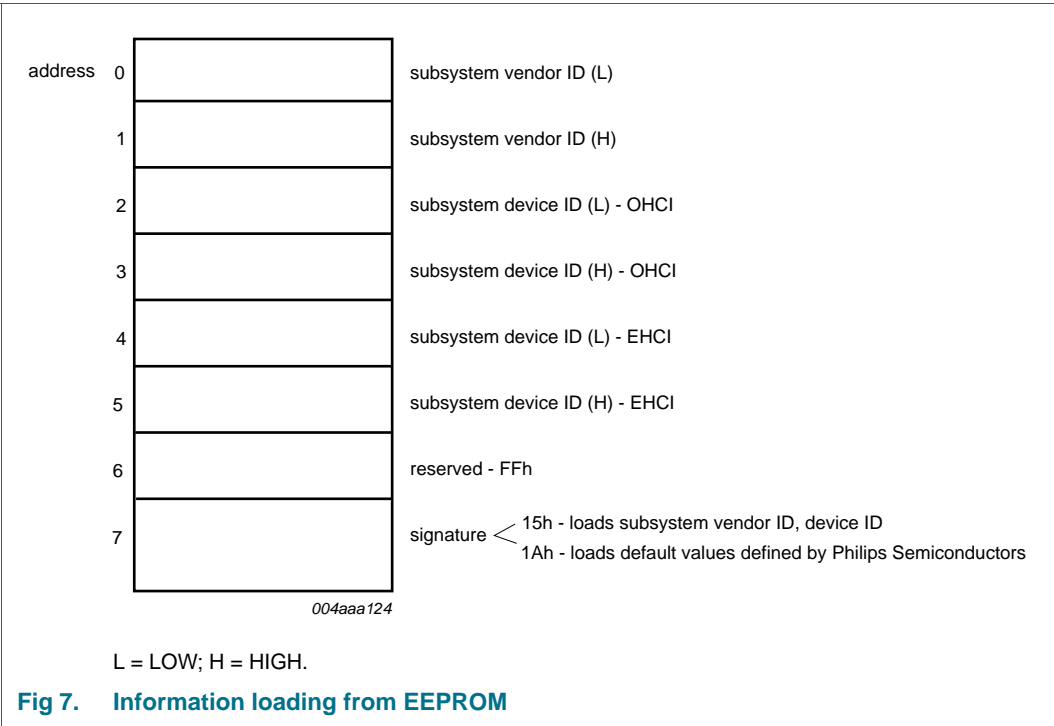 address 0 subsystem vendor ID (L)
1 subsystem vendor ID (H)
2 subsystem device ID (L) - OHCI
3 subsystem device ID (H) - OHCI
4 subsystem device ID (L) - EHCI
5 subsystem device ID (H) - EHCI
6 reserved - FFh
7 signature
15h - loads subsystem vendor ID, device ID
1Ah - loads default values defined by Philips Semiconductors
004aaa124
L = LOW; H = HIGH.
Fig 7. Information loading from EEPROM